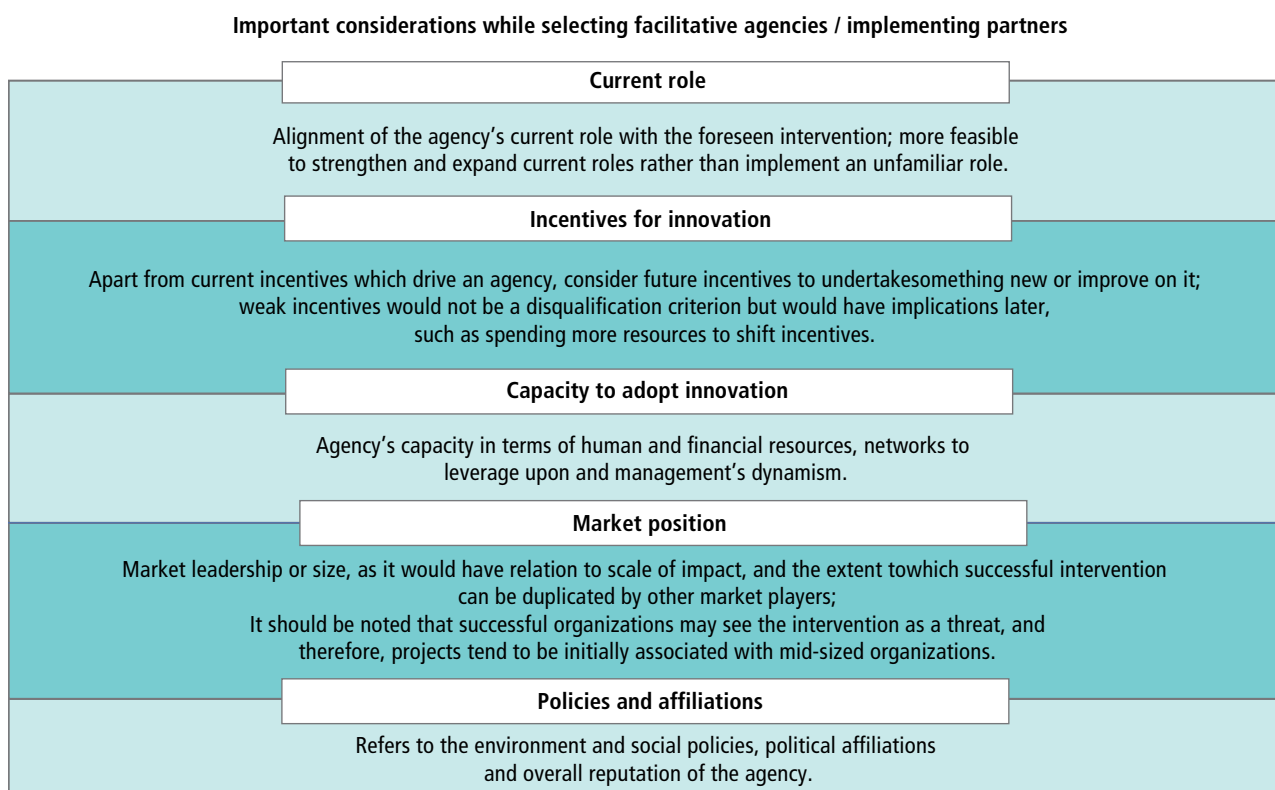 Important considerations while selecting facilitative agencies / implementing partners
Current role
Alignment of the agency's current role with the foreseen intervention; more feasible
to strengthen and expand current roles rather than implement an unfamiliar role.
Incentives for innovation
Apart from current incentives which drive an agency, consider future incentives to undertakesomething new or improve on it;
weak incentives would not be a disqualification criterion but would have implications later,
such as spending more resources to shift incentives.
Capacity to adopt innovation
Agency's capacity in terms of human and financial resources, networks to
leverage upon and management's dynamism.
Market position
Market leadership or size, as it would have relation to scale of impact, and the extent towhich successful intervention
can be duplicated by other market players;
It should be noted that successful organizations may see the intervention as a threat, and
therefore, projects tend to be initially associated with mid-sized organizations.
Policies and affiliations
Refers to the environment and social policies, political affiliations
and overall reputation of the agency.